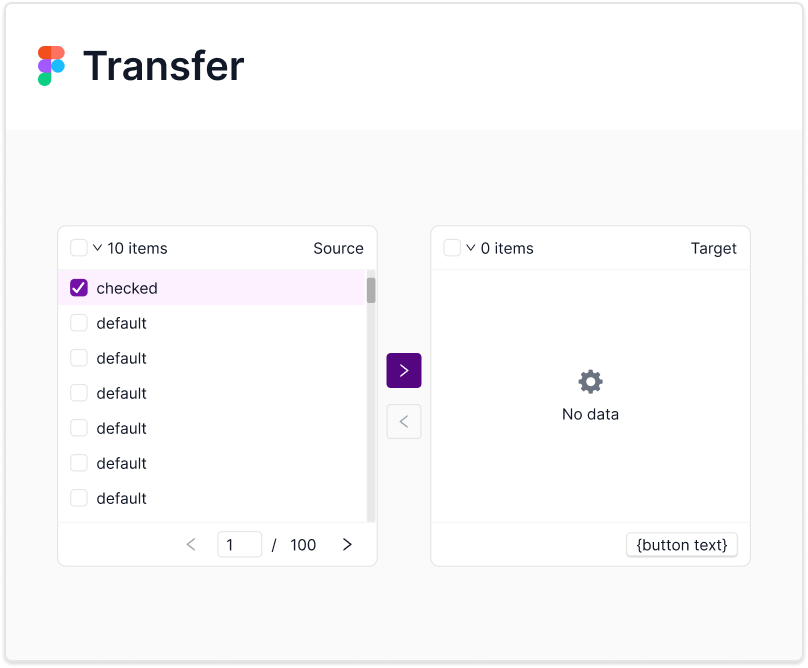 Transfer
10 items Source
checked
default
default
default
default
default
default
1 / 100
0 items Target
No data
{button text}